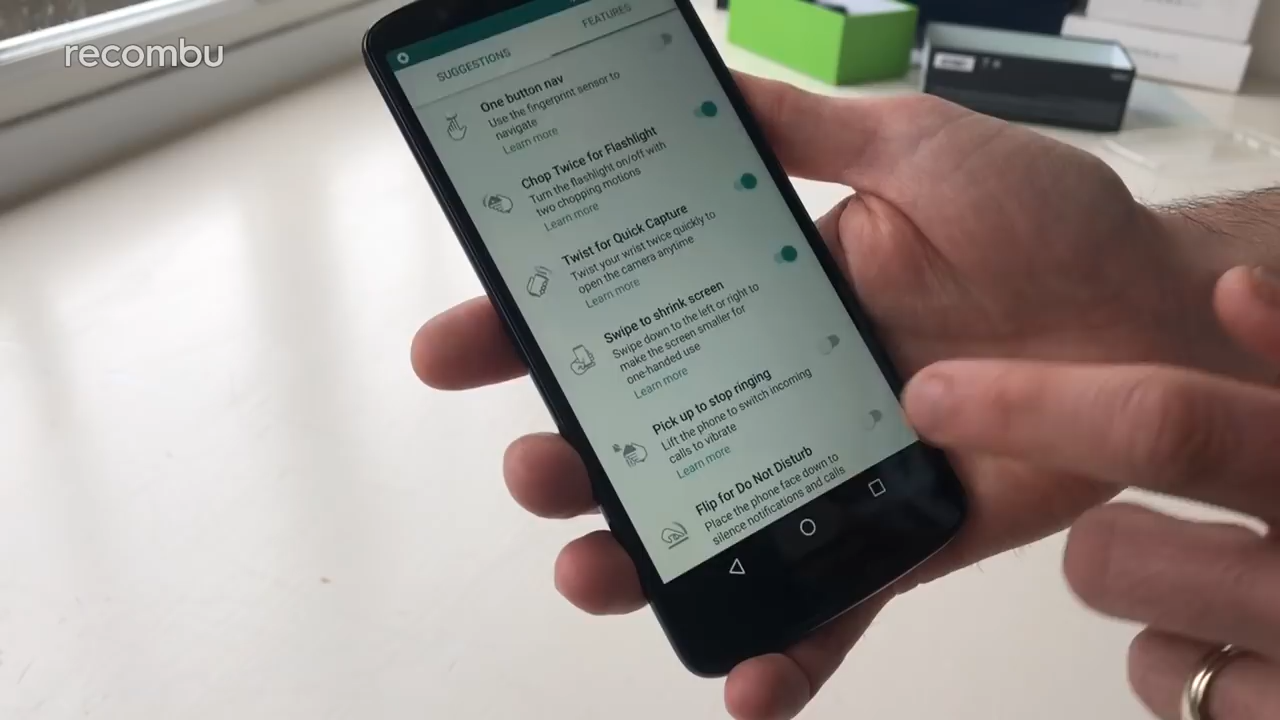 recombu
SUGGESTIONS
FEATURES
One button nav
Use the fingerprint sensor to
navigate
Learn more
Chop Twice for Flashlight
Turn the flashlight on/off with
two chopping motions
Learn more
Twist for Quick Capture
Twist your wrist twice quickly to
open the camera anytime
Learn more
Swipe to shrink screen
Swipe down to the left or right to
make the screen smaller for
one-handed use
Learn more
Pick up to stop ringing
Lift the phone to switch incoming
calls to vibrate
Learn more
Flip for Do Not Disturb
Place the phone face down to
silence notifications and calls